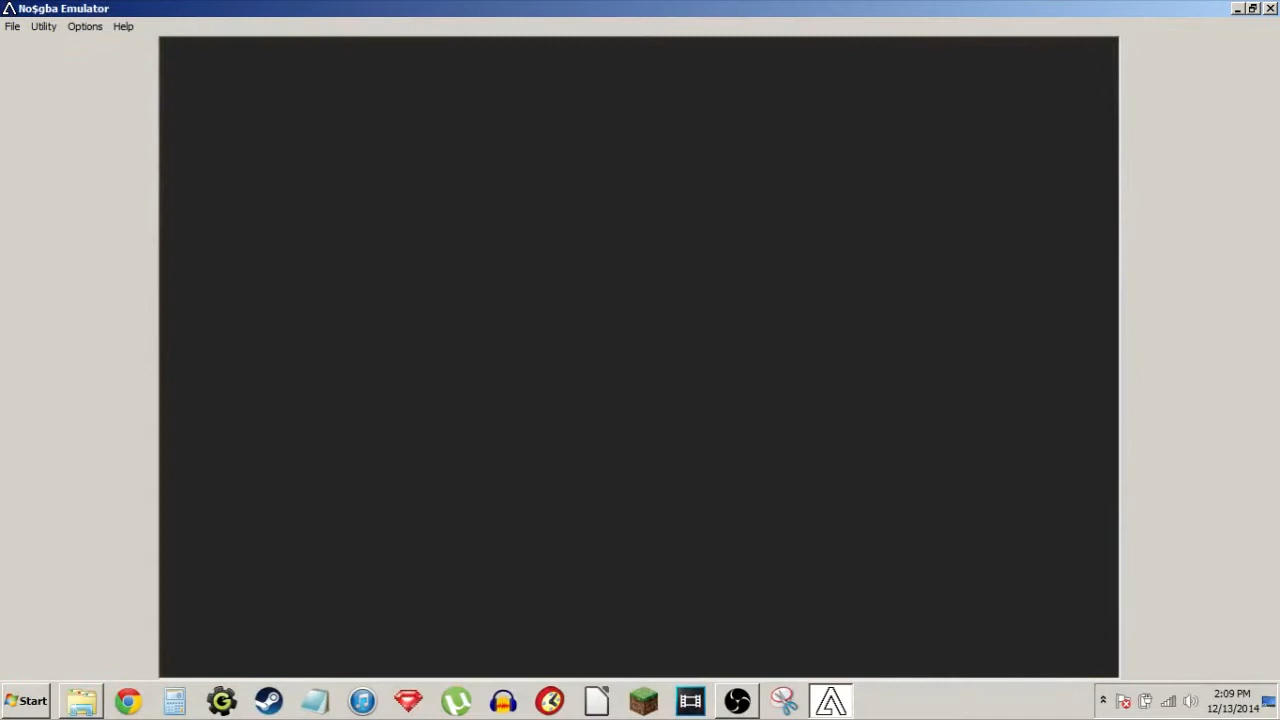 No$gba Emulator
File Utility Options Help
Start
2:09 PM
12/13/2014